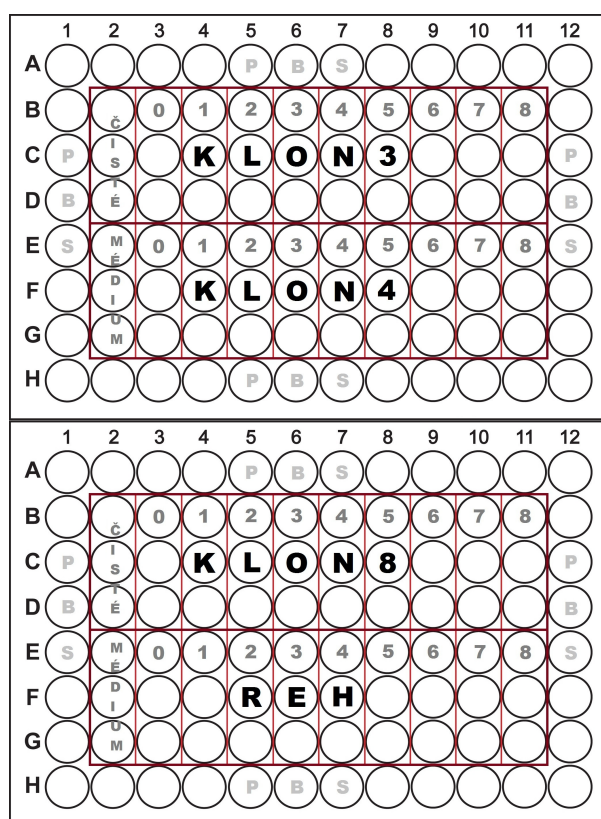 1 2 3 4 5 6 7 8 9 10 11 12
A P B S
B 0 1 2 3 4 5 6 7 8
C P K L O N 3 P
D B B
E S 0 1 2 3 4 5 6 7 8 S
F K L O N 4
G
H P B S
ČISTÉ
MÉDIUM
1 2 3 4 5 6 7 8 9 10 11 12
A P B S
B 0 1 2 3 4 5 6 7 8
C P K L O N 8 P
D B B
E S 0 1 2 3 4 5 6 7 8 S
F R E H
G
H P B S
ČISTÉ
MÉDIUM